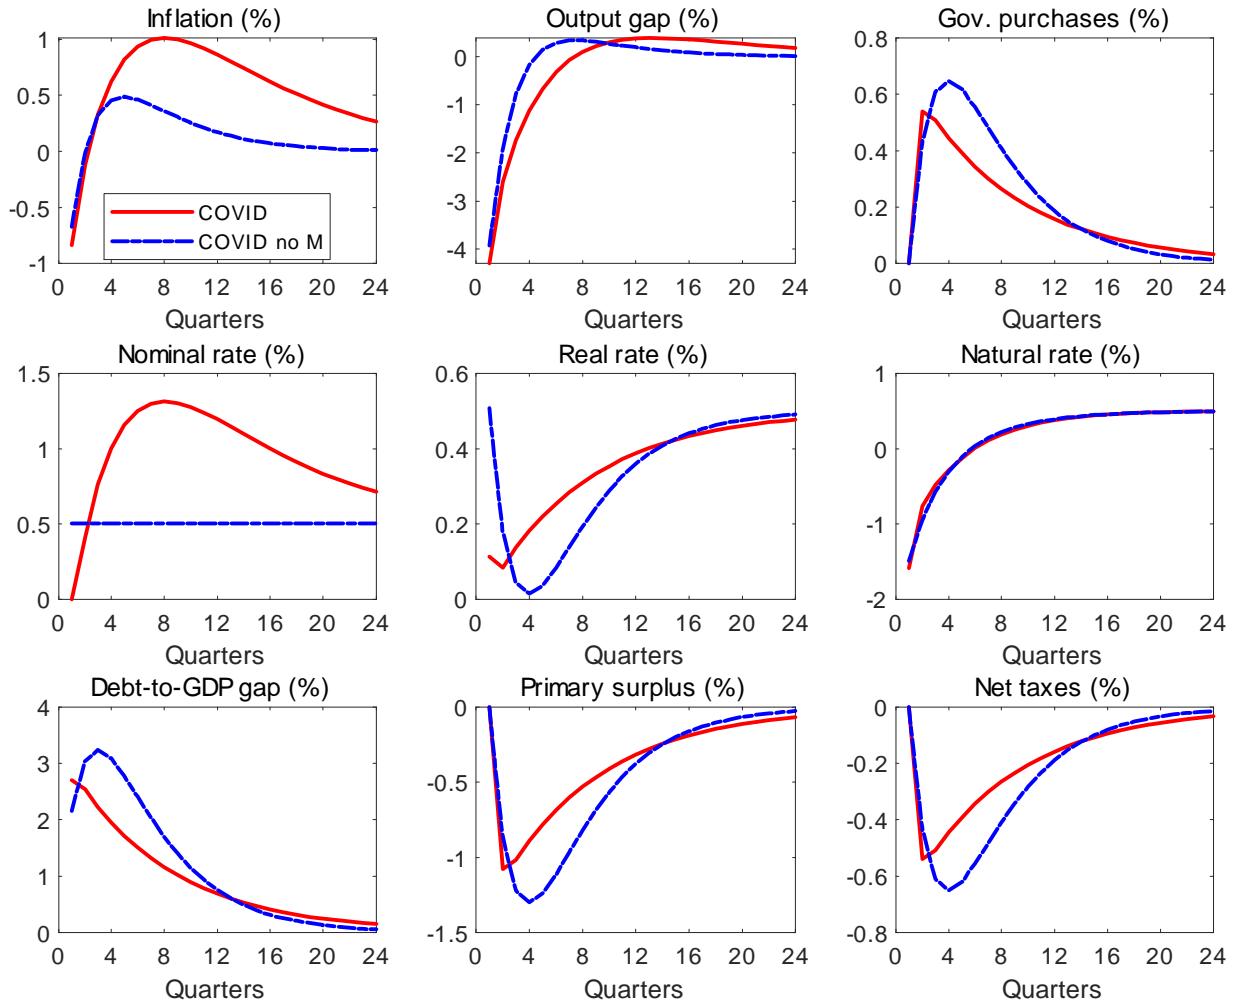 Inflation (%)
Output gap (%)
Gov. purchases (%)
1
0.5
0
-0.5
-1
COVID
COVID no M
0 4 8 12 16 20 24
Quarters
0
-1
-2
-3
-4
0 4 8 12 16 20 24
Quarters
0.8
0.6
0.4
0.2
0
0 4 8 12 16 20 24
Quarters
Nominal rate (%)
Real rate (%)
Natural rate (%)
1.5
1
0.5
0
0 4 8 12 16 20 24
Quarters
0.6
0.4
0.2
0
0 4 8 12 16 20 24
Quarters
1
0
-1
-2
0 4 8 12 16 20 24
Quarters
Debt-to-GDP gap (%)
Primary surplus (%)
Net taxes (%)
4
3
2
1
0
0 4 8 12 16 20 24
Quarters
0
-0.5
-1
-1.5
0 4 8 12 16 20 24
Quarters
0
-0.2
-0.4
-0.6
-0.8
0 4 8 12 16 20 24
Quarters